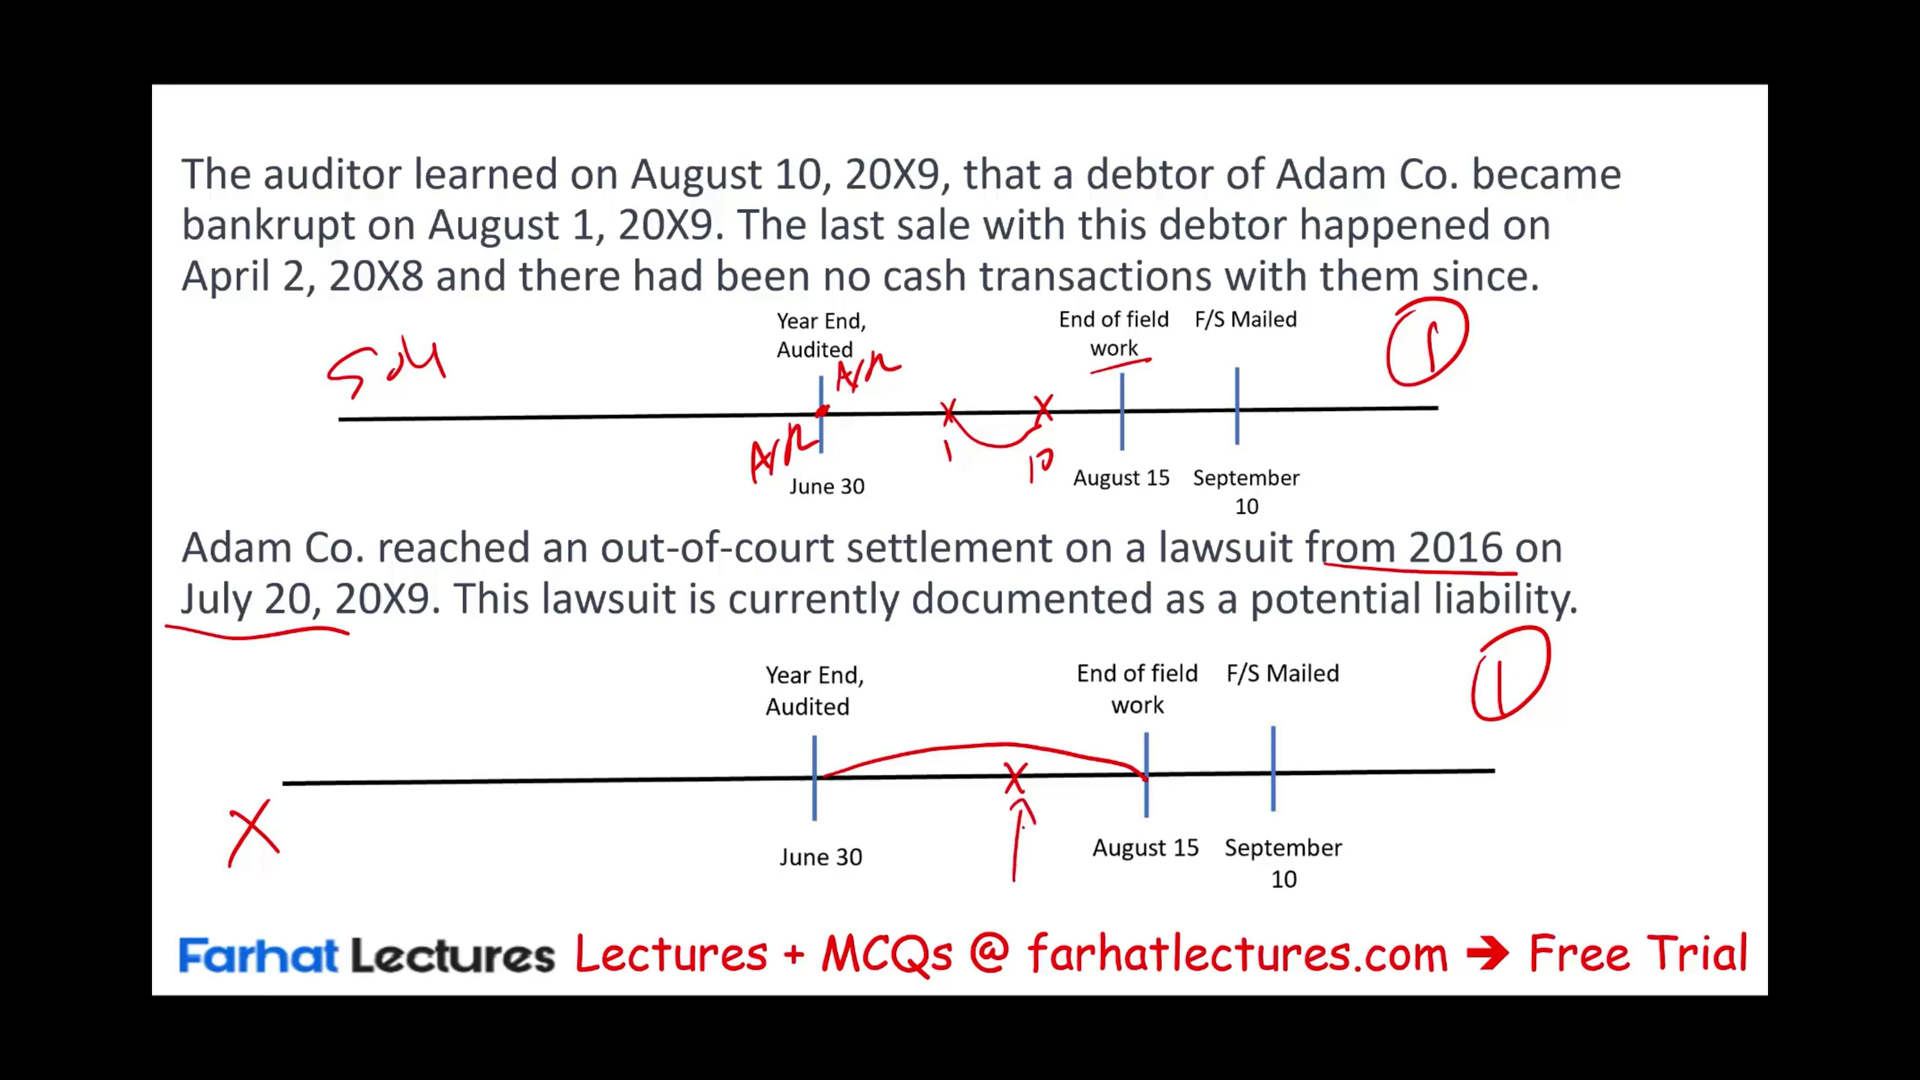 The auditor learned on August 10, 20X9, that a debtor of Adam Co. became
bankrupt on August 1, 20X9. The last sale with this debtor happened on
April 2, 20X8 and there had been no cash transactions with them since.
Year End,
Audited
End of field
work
F/S Mailed
1
A/R
A/R
1
10
June 30
August 15
September
10
Adam Co. reached an out-of-court settlement on a lawsuit from 2016 on
July 20, 20X9. This lawsuit is currently documented as a potential liability.
1
Year End,
Audited
End of field
work
F/S Mailed
X
X
June 30
August 15
September
10
Farhat Lectures Lectures + MCQs @ farhatlectures.com → Free Trial